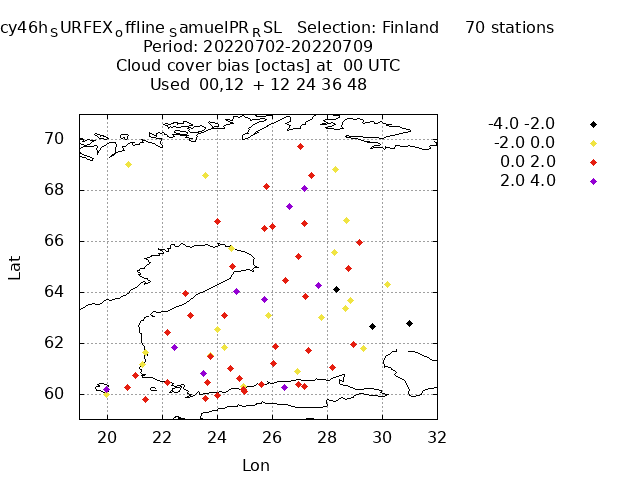 cy46h_SURFEX_offline_SamuelPR_RSL Selection: Finland 70 stations
Period: 20220702-20220709
Cloud cover bias [octas] at 00 UTC
Used 00,12 + 12 24 36 48
-4.0 -2.0
-2.0 0.0
0.0 2.0
2.0 4.0
70
68
66
64
62
60
Lat
20 22 24 26 28 30 32
Lon